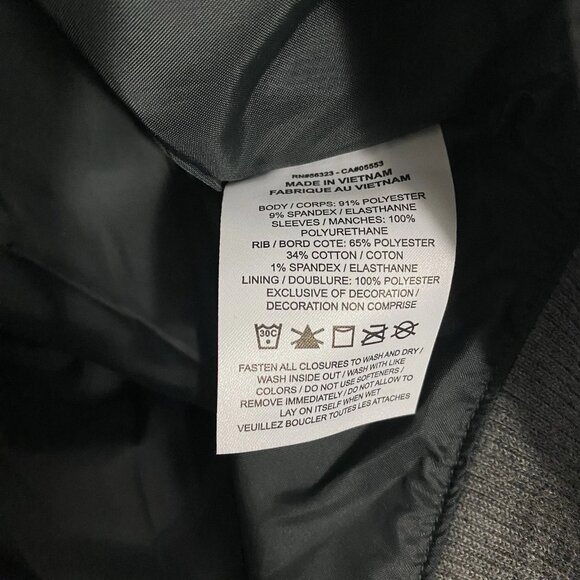 RN#56323 - CA#05553
MADE IN VIETNAM
FABRIQUE AU VIETNAM
BODY / CORPS: 91% POLYESTER
9% SPANDEX / ELASTHANNE
SLEEVES / MANCHES: 100%
POLYURETHANE
RIB / BORD COTE: 65% POLYESTER
34% COTTON / COTON
1% SPANDEX / ELASTHANNE
LINING / DOUBLURE: 100% POLYESTER
EXCLUSIVE OF DECORATION /
DECORATION NON COMPRISE
30C
FASTEN ALL CLOSURES TO WASH AND DRY /
WASH INSIDE OUT / WASH WITH LIKE
COLORS / DO NOT USE SOFTENERS /
REMOVE IMMEDIATELY / DO NOT ALLOW TO
LAY ON ITSELF WHEN WET
VEUILLEZ BOUCLER TOUTES LES ATTACHES